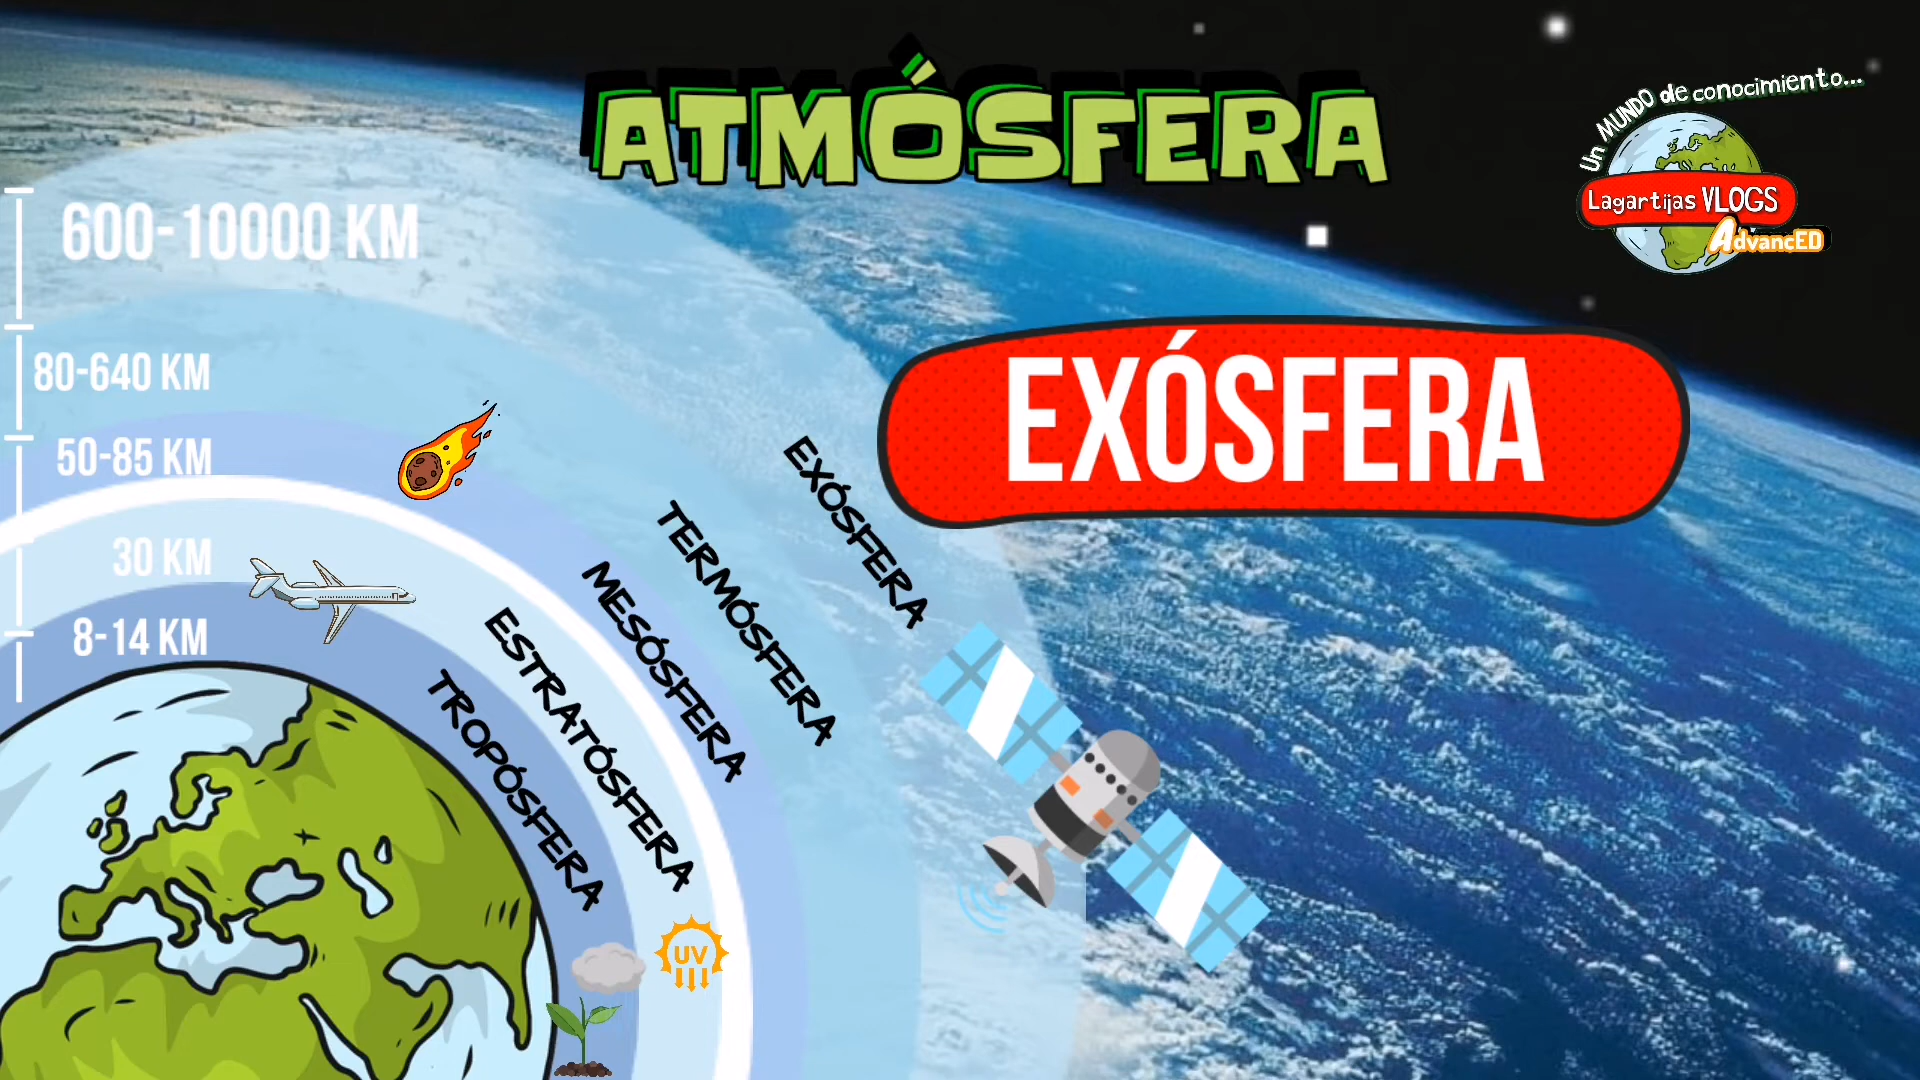 ATMÓSFERA
Un MUNDO de conocimiento...
Lagartijas VLOGS
AdvancED
600-10000 KM
80-640 KM
50-85 KM
30 KM
8-14 KM
EXÓSFERA
EXÓSFERA
TERMÓSFERA
MESÓSFERA
ESTRATÓSFERA
TROPÓSFERA
UV